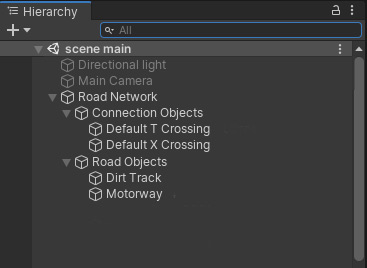 Hierarchy
All
scene main
Directional light
Main Camera
Road Network
Connection Objects
Default T Crossing
Default X Crossing
Road Objects
Dirt Track
Motorway